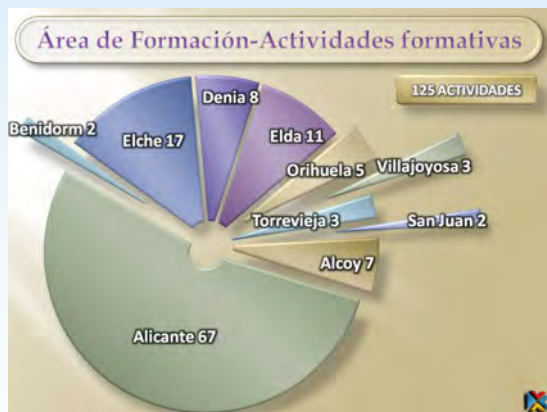 Área de Formación-Actividades formativas
125 ACTIVIDADES
Denia 8
Benidorm 2
Elche 17
Elda 11
Orihuela 5
Villajoyosa 3
Torrevieja 3
San Juan 2
Alcoy 7
Alicante 67